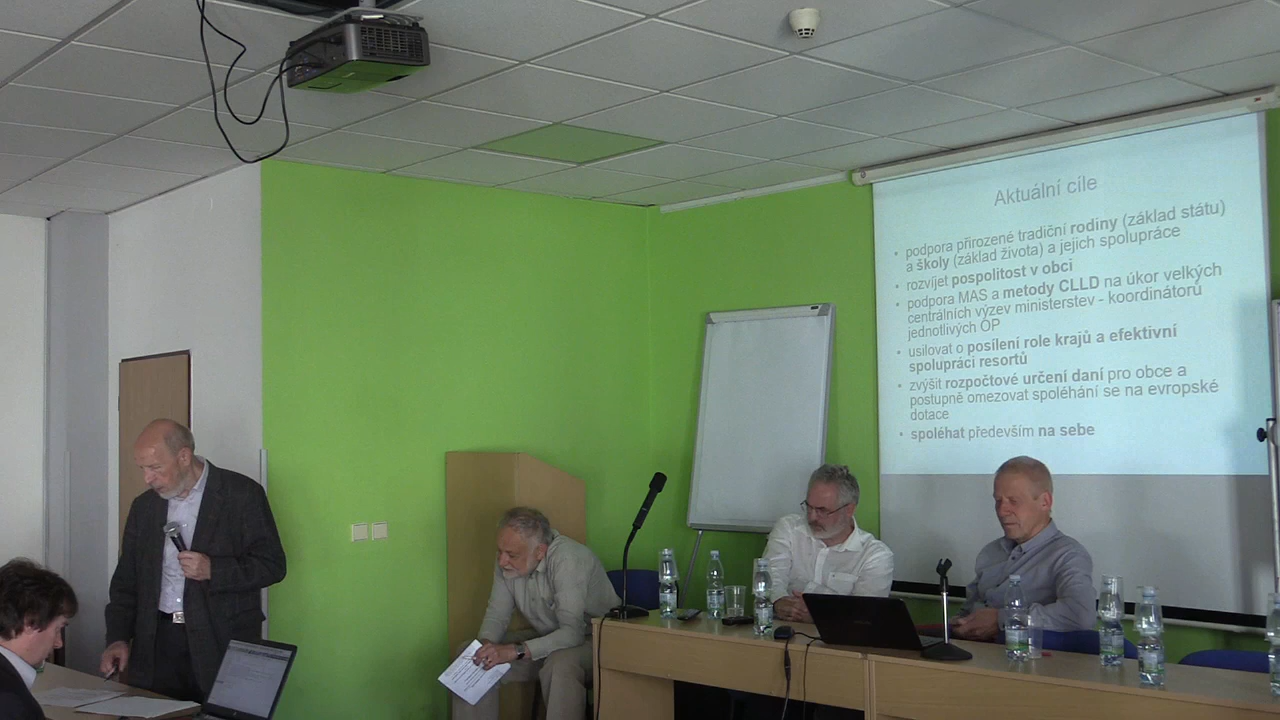 Aktuální cíle
• podpora přirozené tradiční rodiny (základ státu)
a školy (základ života) a jejich spolupráce
• rozvíjet pospolitost v obci
• podpora MAS a metody CLLD na úkor velkých
centrálních výzev ministerstev - koordinátorů
jednotlivých OP
• usilovat o posílení role krajů a efektivní
spolupráci resortů
• zvýšit rozpočtové určení daní pro obce a
postupně omezovat spoléhání se na evropské
dotace
• spoléhat především na sebe